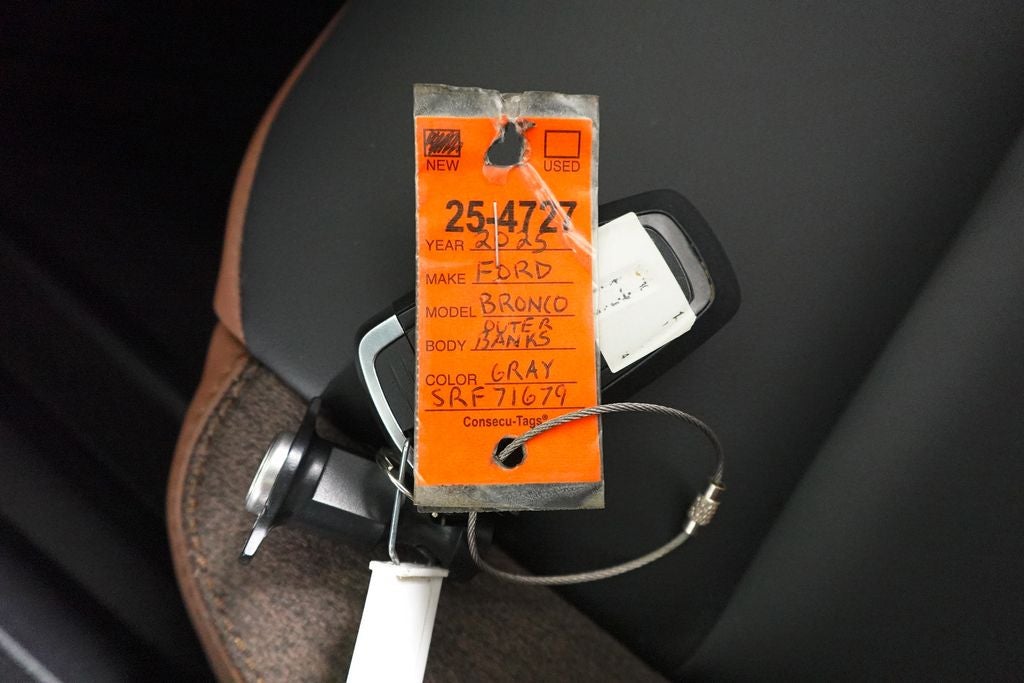 NEW USED
25-4727
YEAR 2025
MAKE FORD
MODEL BRONCO
OUTER
BODY BANKS
COLOR GRAY
SRF71679
Consecu-Tags®